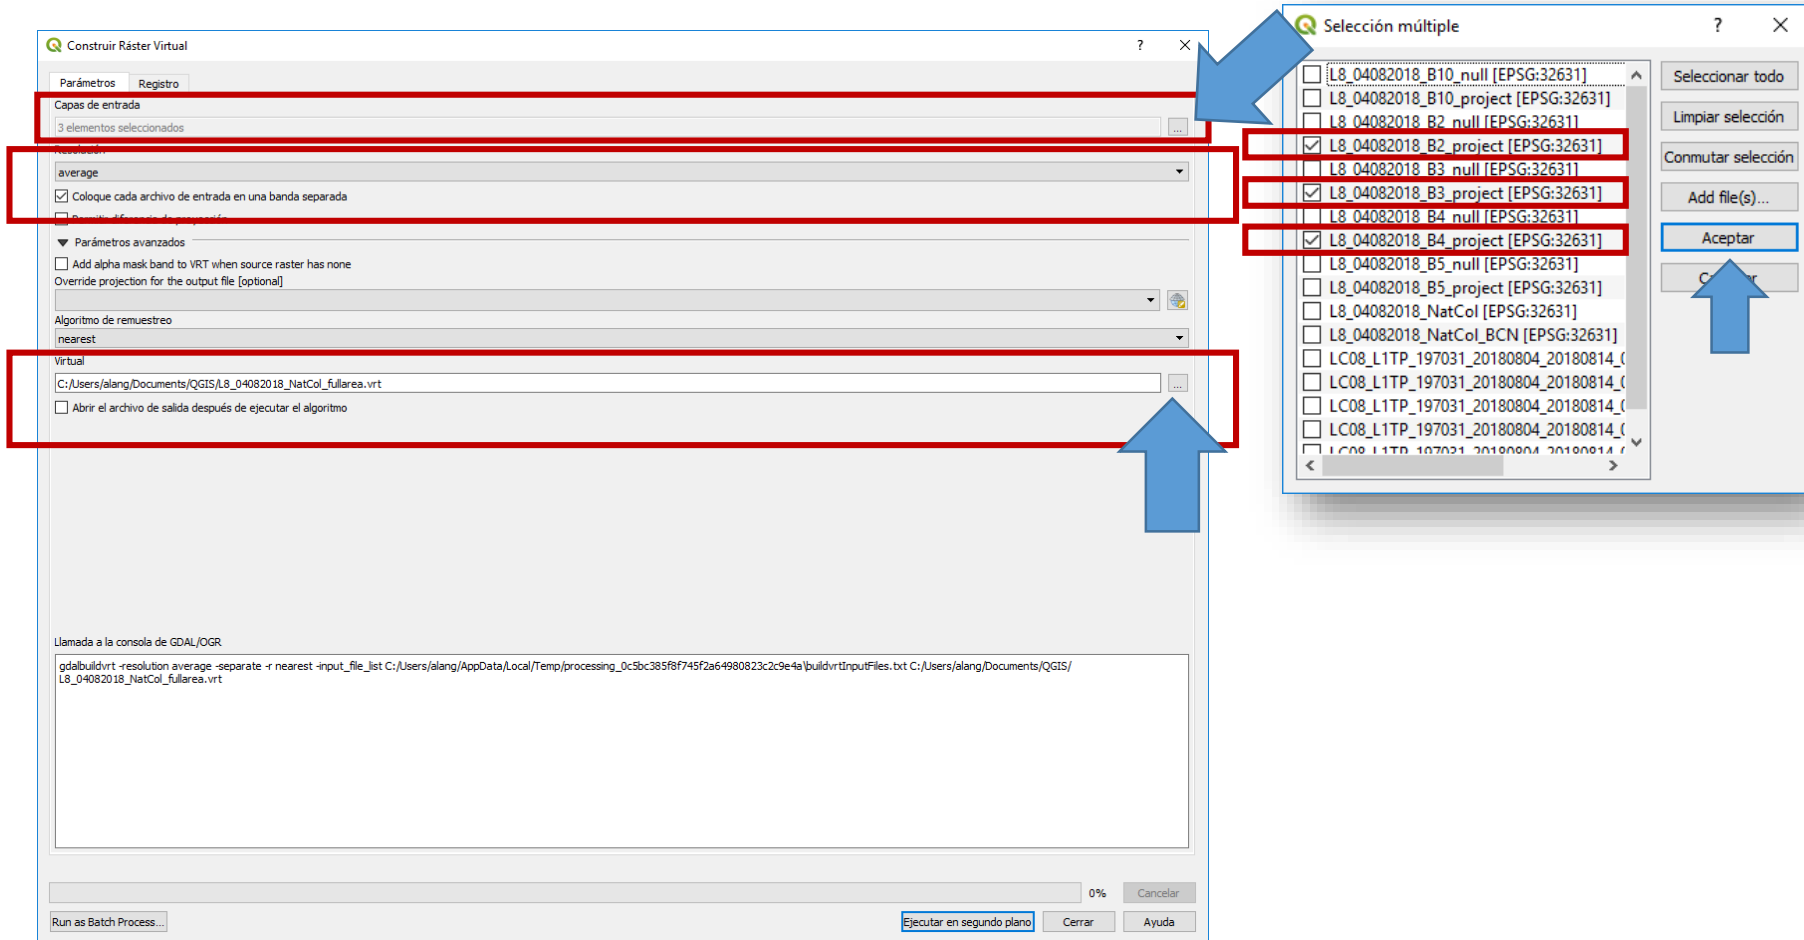 Construir Ráster Virtual
?
Parámetros
Registro
Capas de entrada
3 elementos seleccionados
...
average
Coloque cada archivo de entrada en una banda separada
Parámetros avanzados
Add alpha mask band to VRT when source raster has none
Override projection for the output file [optional]
Algoritmo de remuestreo
nearest
Virtual
C:/Users/alang/Documents/QGIS/L8_04082018_NatCol_fullarea.vrt
...
Abrir el archivo de salida después de ejecutar el algoritmo
Llamada a la consola de GDAL/OGR
gdalbuildvrt -resolution average -separate -r nearest -input_file_list C:/Users/alang/AppData/Local/Temp/processing_0c5bc385f8f745f2a64980823c2c9e4a\buildvrtInputFiles.txt C:/Users/alang/Documents/QGIS/
L8_04082018_NatCol_fullarea.vrt
0%
Cancelar
Run as Batch Process...
Ejecutar en segundo plano
Cerrar
Ayuda
Selección múltiple
?
L8_04082018_B10_null [EPSG:32631]
L8_04082018_B10_project [EPSG:32631]
L8_04082018_B2_null [EPSG:32631]
L8_04082018_B2_project [EPSG:32631]
L8_04082018_B3_null [EPSG:32631]
L8_04082018_B3_project [EPSG:32631]
L8_04082018_B4_null [EPSG:32631]
L8_04082018_B4_project [EPSG:32631]
L8_04082018_B5_null [EPSG:32631]
L8_04082018_B5_project [EPSG:32631]
L8_04082018_NatCol [EPSG:32631]
L8_04082018_NatCol_BCN [EPSG:32631]
LC08_L1TP_197031_20180804_20180814_0
LC08_L1TP_197031_20180804_20180814_0
LC08_L1TP_197031_20180804_20180814_0
LC08_L1TP_197031_20180804_20180814_0
LC08_L1TP_197031_20180804_20180814_0
Seleccionar todo
Limpiar selección
Conmutar selección
Add file(s)...
Aceptar